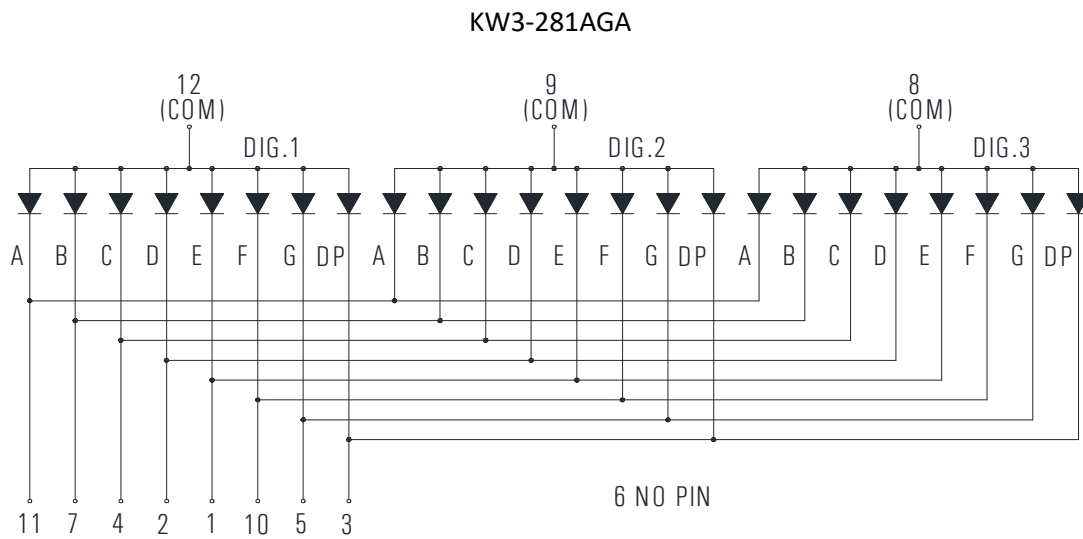 KW3-281AGA
12 9 8
(COM) (COM) (COM)
DIG.1 DIG.2 DIG.3
A B C D E F G DP A B C D E F G DP A B C D E F G DP
6 NO PIN
11 7 4 2 1 10 5 3